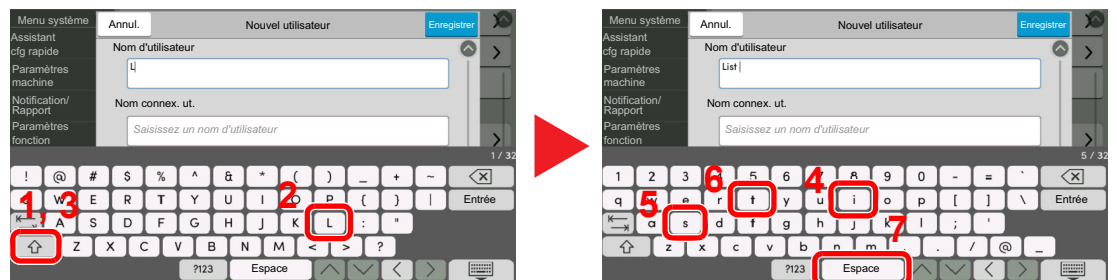 Menu système
Annul.
Nouvel utilisateur
Enregistrer
Assistant
cfg rapide
Nom d'utilisateur
L
Paramètres
machine
Notification/
Rapport
Nom connex. ut.
Paramètres
fonction
Saisissez un nom d'utilisateur
1 / 32
! @ # $ % ^ & * ( ) _ + ~
W E R T Y U I O P { } | Entrée
A S D F G H J K L : "
Z X C V B N M < > ?
?123 Espace
1, 3
2
Menu système
Annul.
Nouvel utilisateur
Enregistrer
Assistant
cfg rapide
Nom d'utilisateur
List
Paramètres
machine
Notification/
Rapport
Nom connex. ut.
Paramètres
fonction
Saisissez un nom d'utilisateur
5 / 32
1 2 3 4 5 6 7 8 9 0 - = `
q w e r t y u i o p [ ] \ Entrée
a s d f g h j k l ; '
z x c v b n m , . / @ _
?123 Espace
6
4
5
7